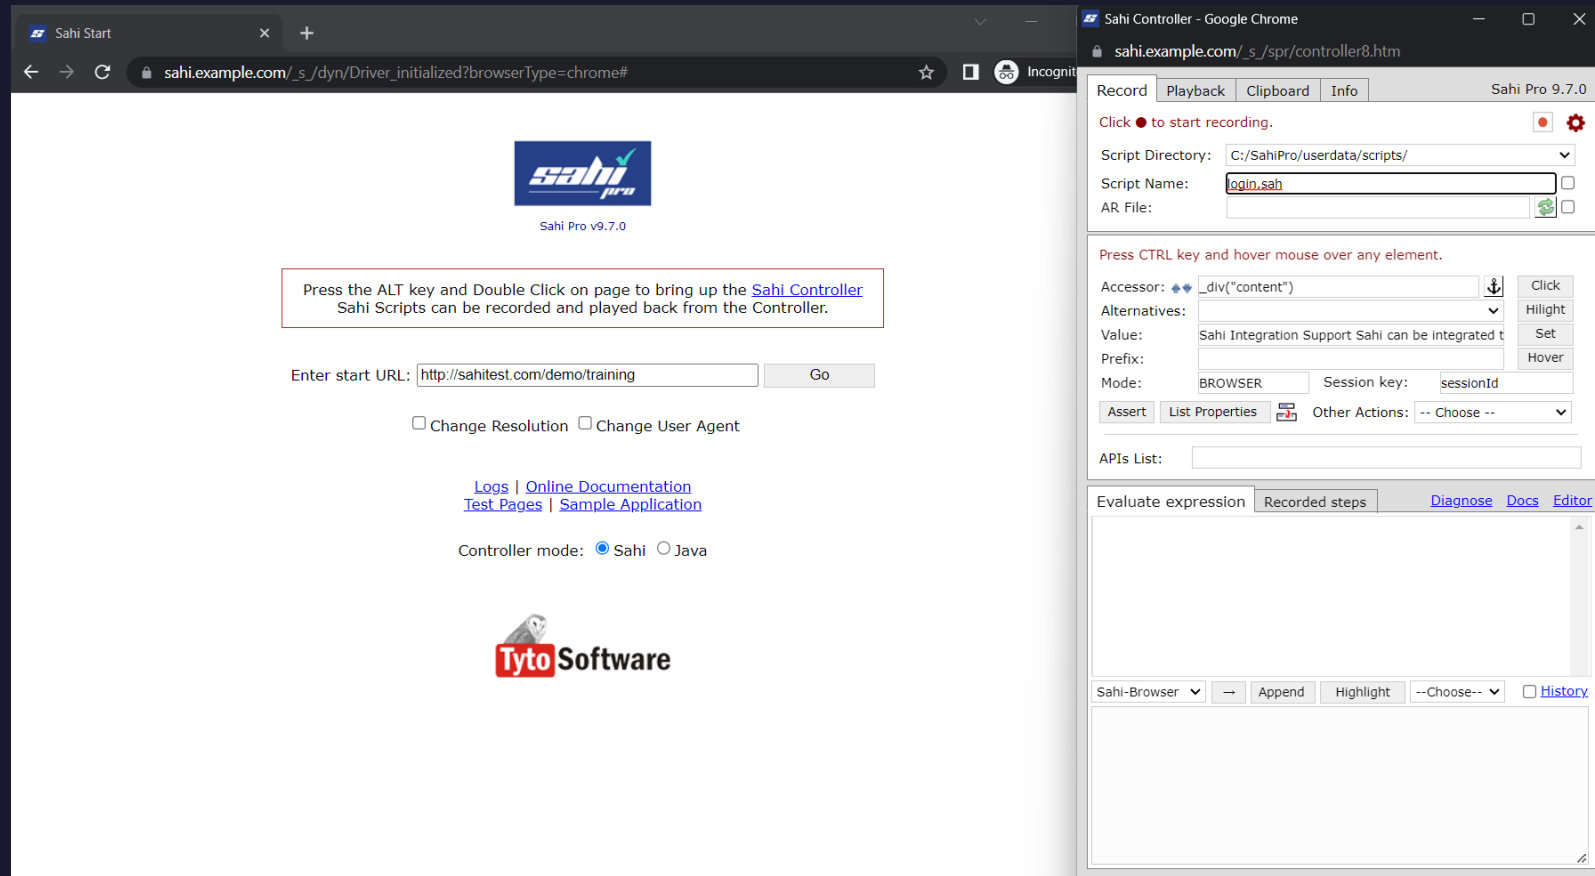 Sahi Start
sahi.example.com/_s_/dyn/Driver_initialized?browserType=chrome#
sahi
pro
Sahi Pro v9.7.0
Press the ALT key and Double Click on page to bring up the Sahi Controller
Sahi Scripts can be recorded and played back from the Controller.
Enter start URL: http://sahitest.com/demo/training Go
Change Resolution Change User Agent
Logs | Online Documentation
Test Pages | Sample Application
Controller mode: Sahi Java
Tyto Software
Sahi Controller - Google Chrome
sahi.example.com/_s_/spr/controller8.htm
Record Playback Clipboard Info Sahi Pro 9.7.0
Click ● to start recording.
Script Directory: C:/SahiPro/userdata/scripts/
Script Name: login.sah
AR File:
Press CTRL key and hover mouse over any element.
Accessor: _div("content") Click
Alternatives: Hilight
Value: Sahi Integration Support Sahi can be integrated t Set
Prefix: Hover
Mode: BROWSER Session key: sessionId
Assert List Properties Other Actions: -- Choose --
APIs List:
Evaluate expression Recorded steps Diagnose Docs Editor
Sahi-Browser → Append Highlight --Choose-- History